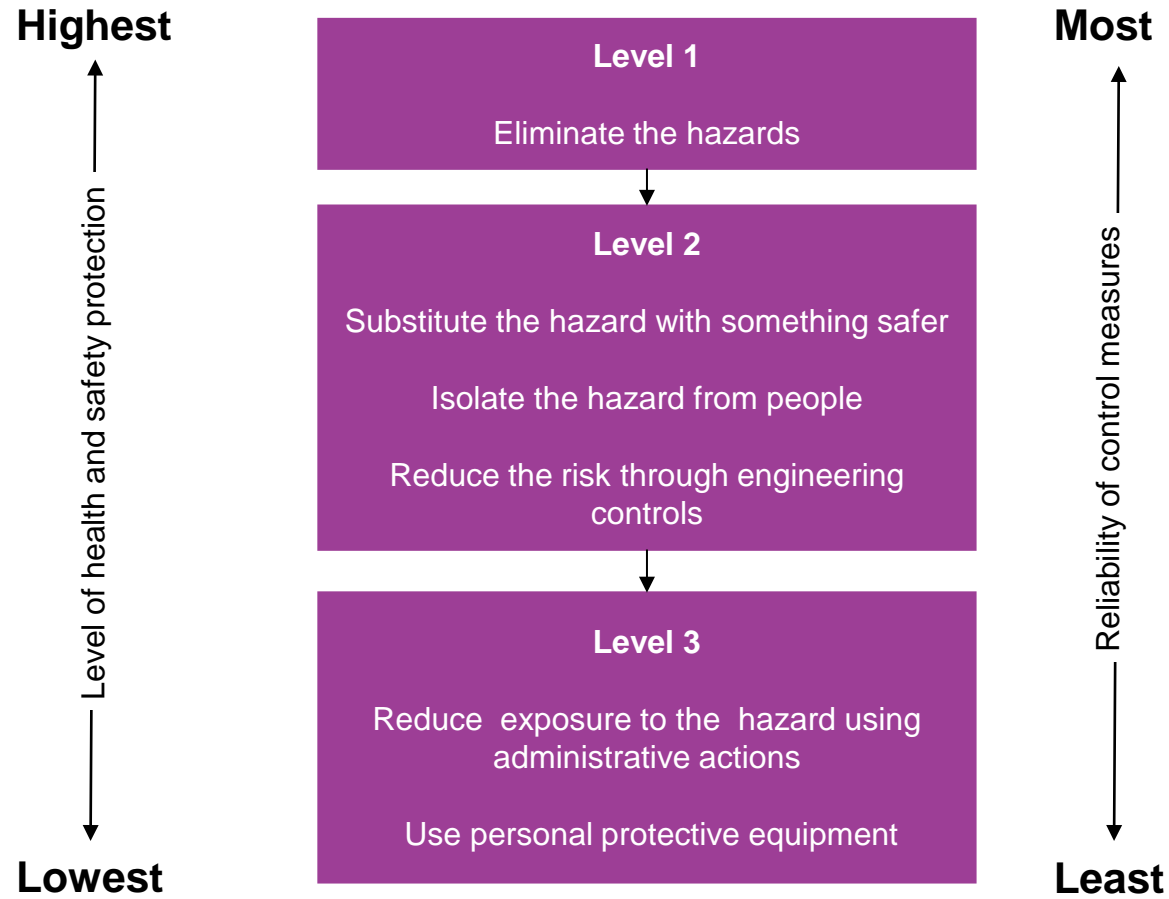 Highest
Most
Level 1
Eliminate the hazards
Level 2
Substitute the hazard with something safer
Isolate the hazard from people
Reduce the risk through engineering
controls
Level 3
Reduce  exposure to the  hazard using
administrative actions
Use personal protective equipment
Level of health and safety protection
Reliability of control measures
Lowest
Least